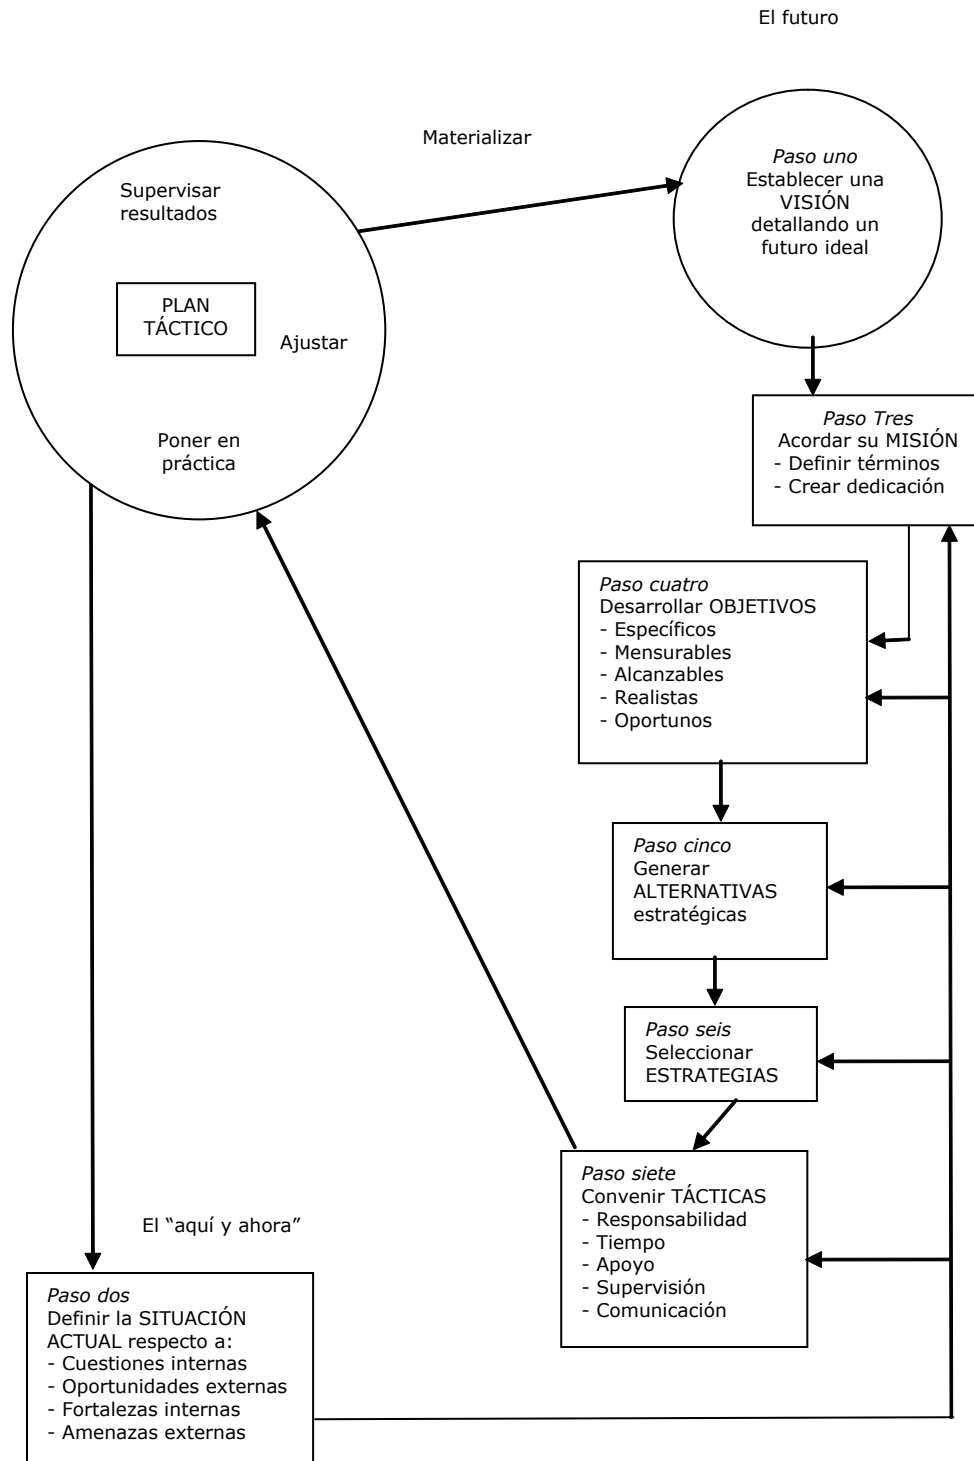 El futuro
Materializar
Paso uno
Establecer una
VISIÓN
detallando un
futuro ideal
Supervisar
resultados
PLAN
TÁCTICO
Ajustar
Poner en
práctica
Paso Tres
Acordar su MISIÓN
- Definir términos
- Crear dedicación
Paso cuatro
Desarrollar OBJETIVOS
- Específicos
- Mensurables
- Alcanzables
- Realistas
- Oportunos
Paso cinco
Generar
ALTERNATIVAS
estratégicas
Paso seis
Seleccionar
ESTRATEGIAS
Paso siete
Convenir TÁCTICAS
- Responsabilidad
- Tiempo
- Apoyo
- Supervisión
- Comunicación
El “aquí y ahora”
Paso dos
Definir la SITUACIÓN
ACTUAL respecto a:
- Cuestiones internas
- Oportunidades externas
- Fortalezas internas
- Amenazas externas